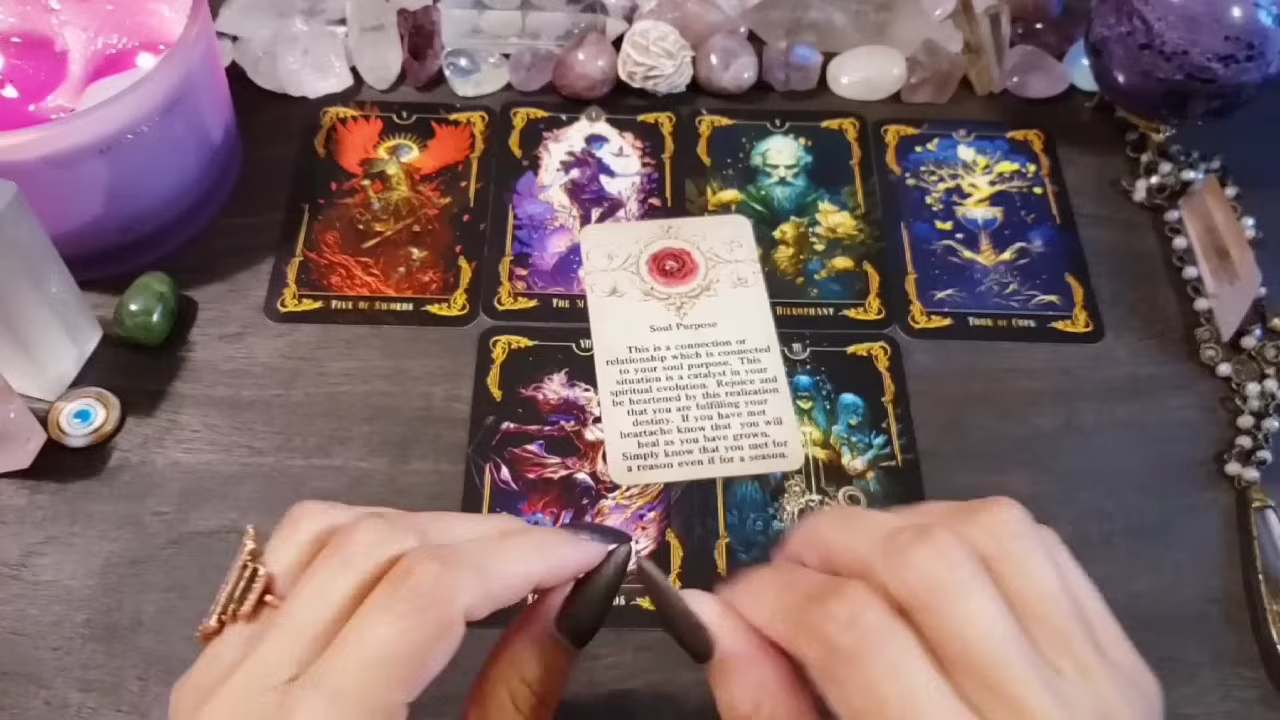 V
V
FIVE OF SWORDS
THE M
HIEROPHANT
VII
III
Soul Purpose
This is a connection or
relationship which is connected
to your soul purpose. This
situation is a catalyst in your
spiritual evolution. Rejoice and
be heartened by this realization
that you are fulfilling your
destiny. If you have met
heartache know that you will
heal as you have grown.
Simply know that you met for
a reason even if for a season.